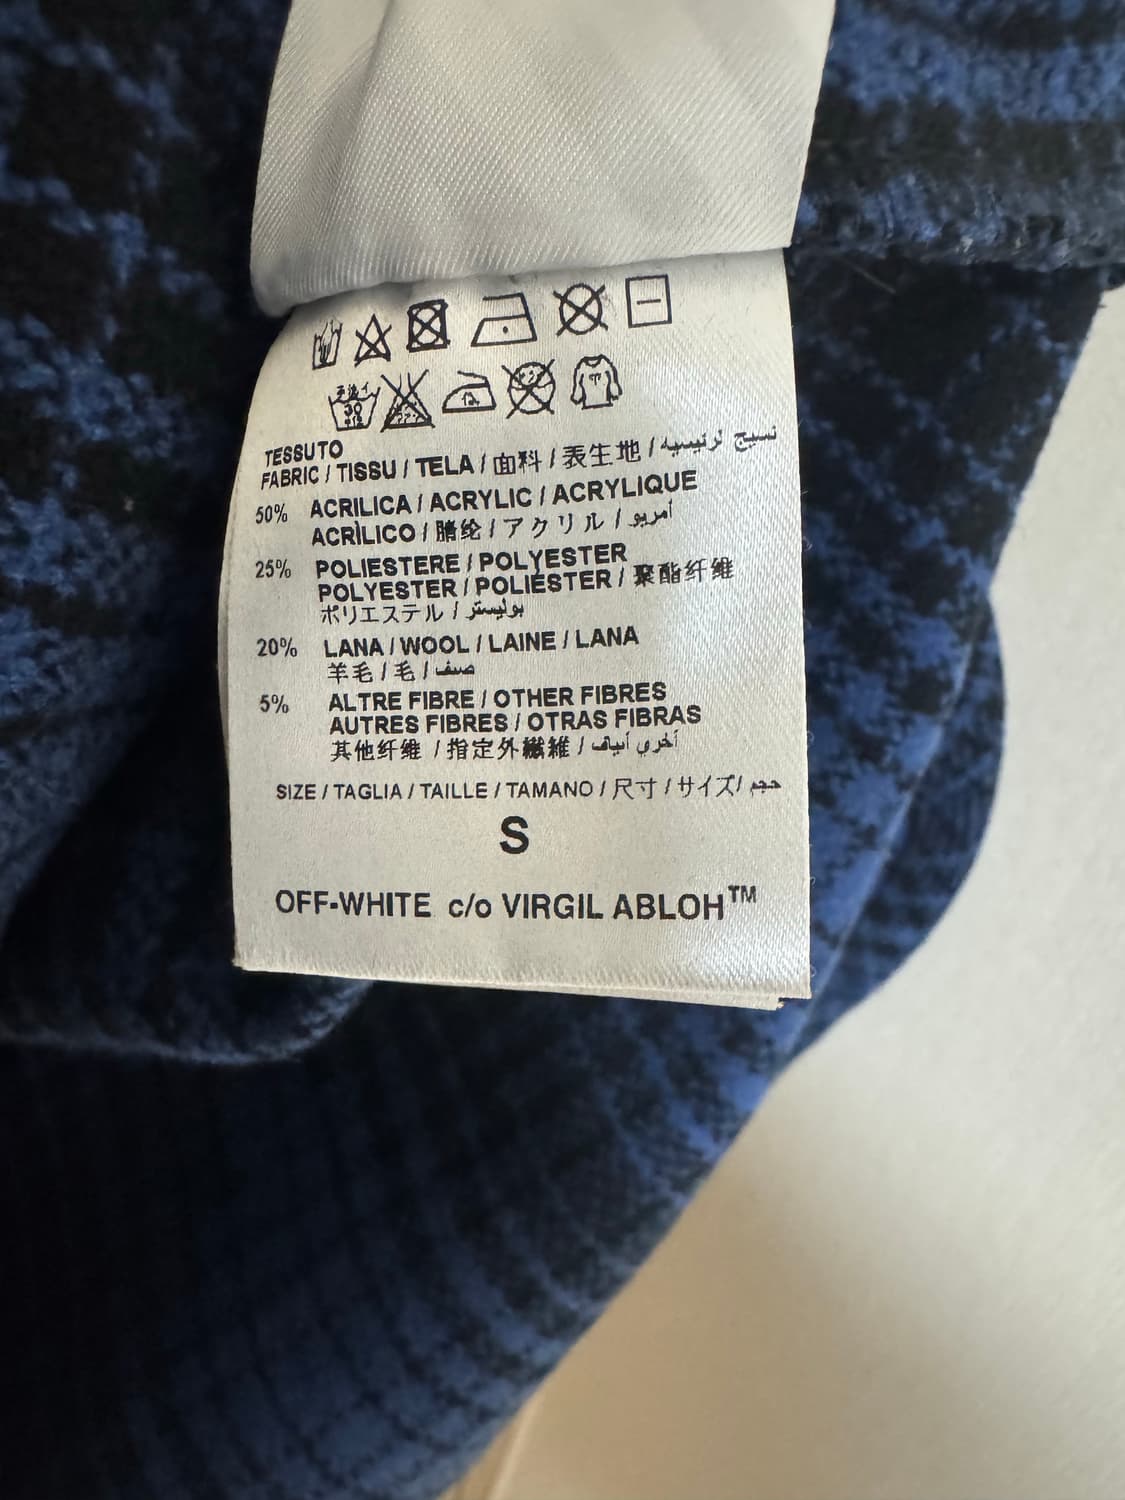 TESSUTO
FABRIC / TISSU / TELA / 面料 / 表生地 / نسيج لرئيسيه
50% ACRILICA / ACRYLIC / ACRYLIQUE
ACRÌLICO / 腈纶 / アクリル /
25% POLIESTERE / POLYESTER
POLYESTER / POLIÉSTER / 聚酯纤维
ポリエステル / بوليستر
20% LANA / WOOL / LAINE / LANA
羊毛 / 毛 / صوف
5% ALTRE FIBRE / OTHER FIBRES
AUTRES FIBRES / OTRAS FIBRAS
其他纤维 / 指定外繊維 / أخري أىياف
SIZE / TAGLIA / TAILLE / TAMANO / 尺寸 / サイズ / حجم
S
OFF-WHITE c/o VIRGIL ABLOH™